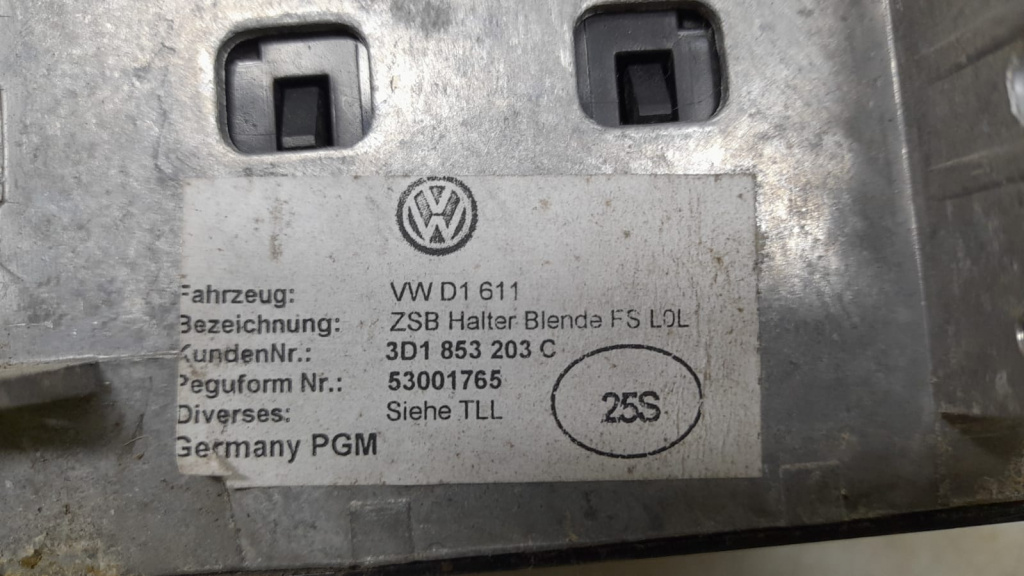 Fahrzeug: VW D1 611
Bezeichnung: ZSB Halter Blende FS L0L
KundenNr.: 3D1 853 203 C
Peguform Nr.: 53001765
Diverses: Siehe TLL
25S
Germany PGM